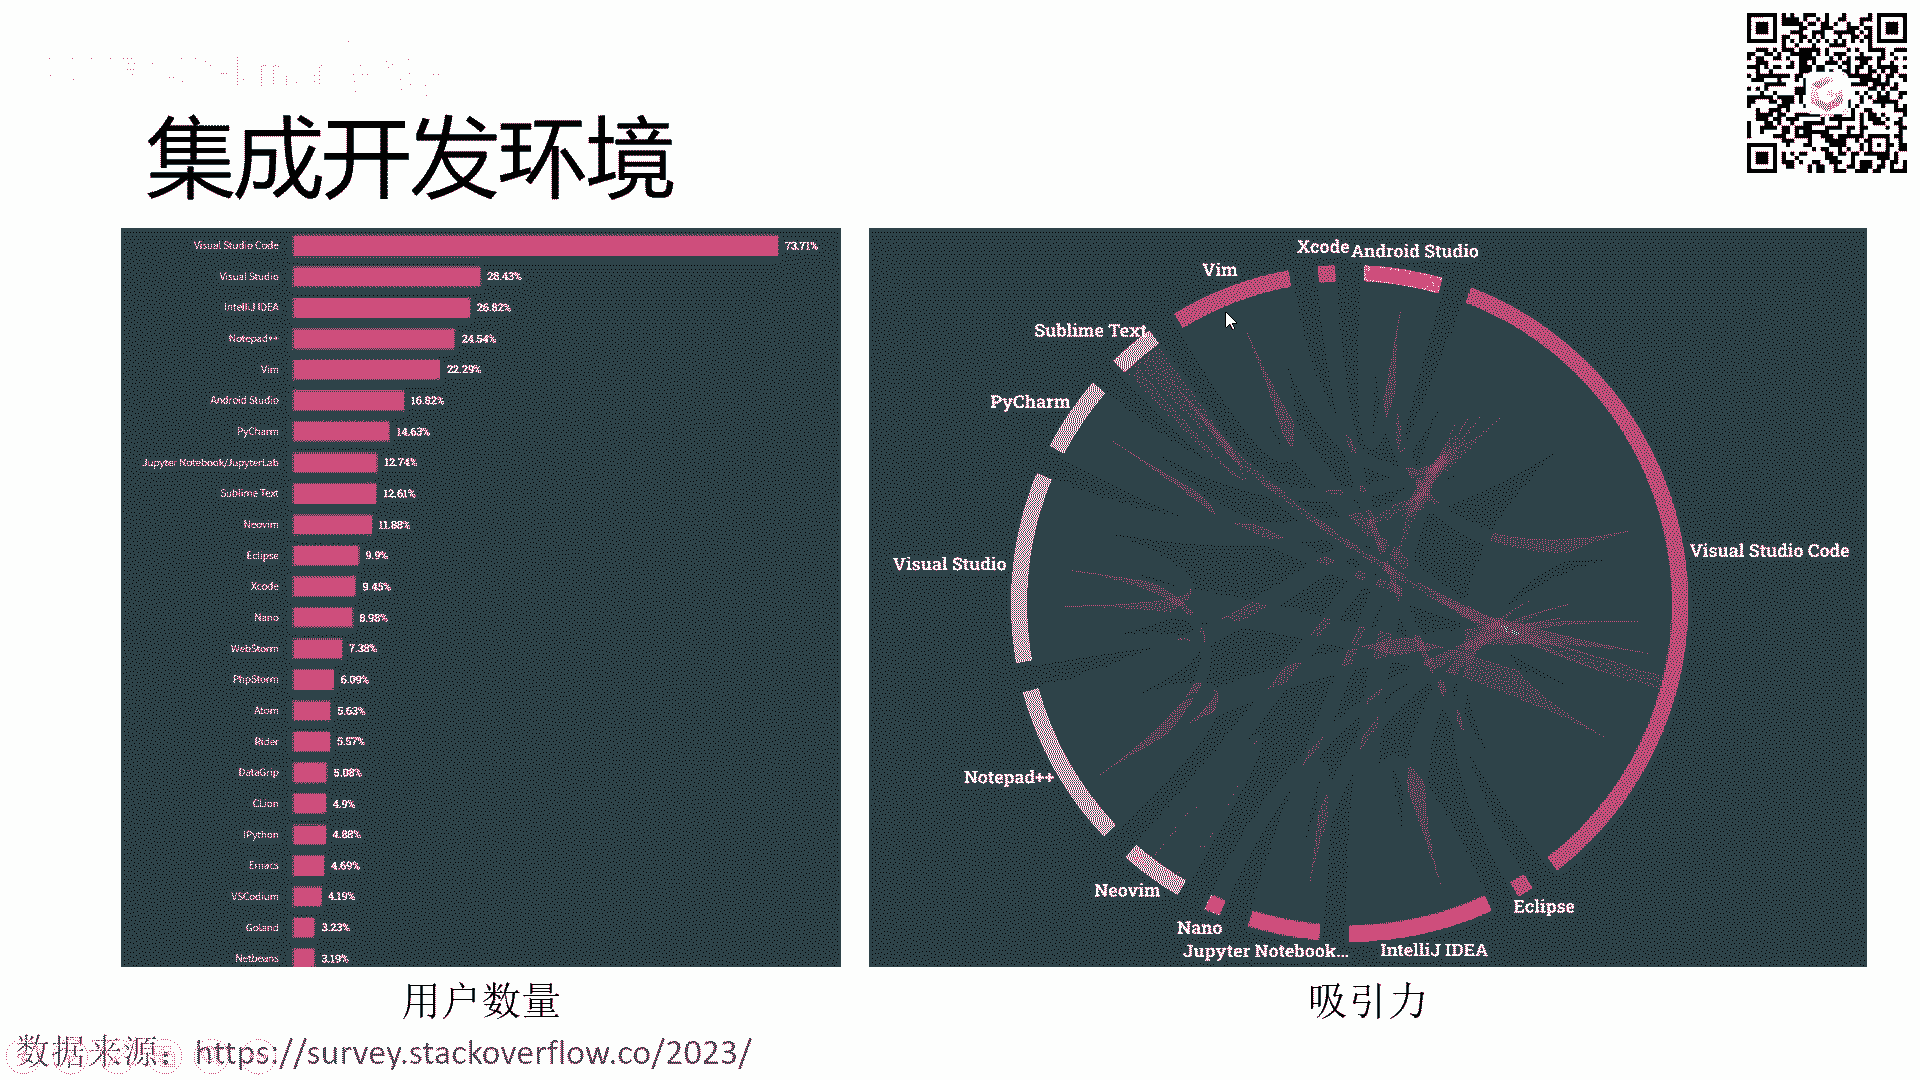 集成开发环境
Visual Studio Code 73.71%
Visual Studio 28.43%
IntelliJ IDEA 26.82%
Notepad++ 24.54%
Vim 22.29%
Android Studio 16.82%
PyCharm 14.63%
Jupyter Notebook/JupyterLab 12.74%
Sublime Text 12.61%
Neovim 11.88%
Eclipse 9.9%
Xcode 9.45%
Nano 8.98%
WebStorm 7.38%
PhpStorm 6.09%
Atom 5.63%
Rider 5.57%
DataGrip 5.08%
CLion 4.9%
IPython 4.88%
Emacs 4.69%
VSCodium 4.19%
GoLand 3.23%
Netbeans 3.19%
用户数量
Xcode
Android Studio
Vim
Sublime Text
PyCharm
Visual Studio
Visual Studio Code
Notepad++
Neovim
Nano
Jupyter Notebook...
IntelliJ IDEA
Eclipse
吸引力
数据来源：https://survey.stackoverflow.co/2023/